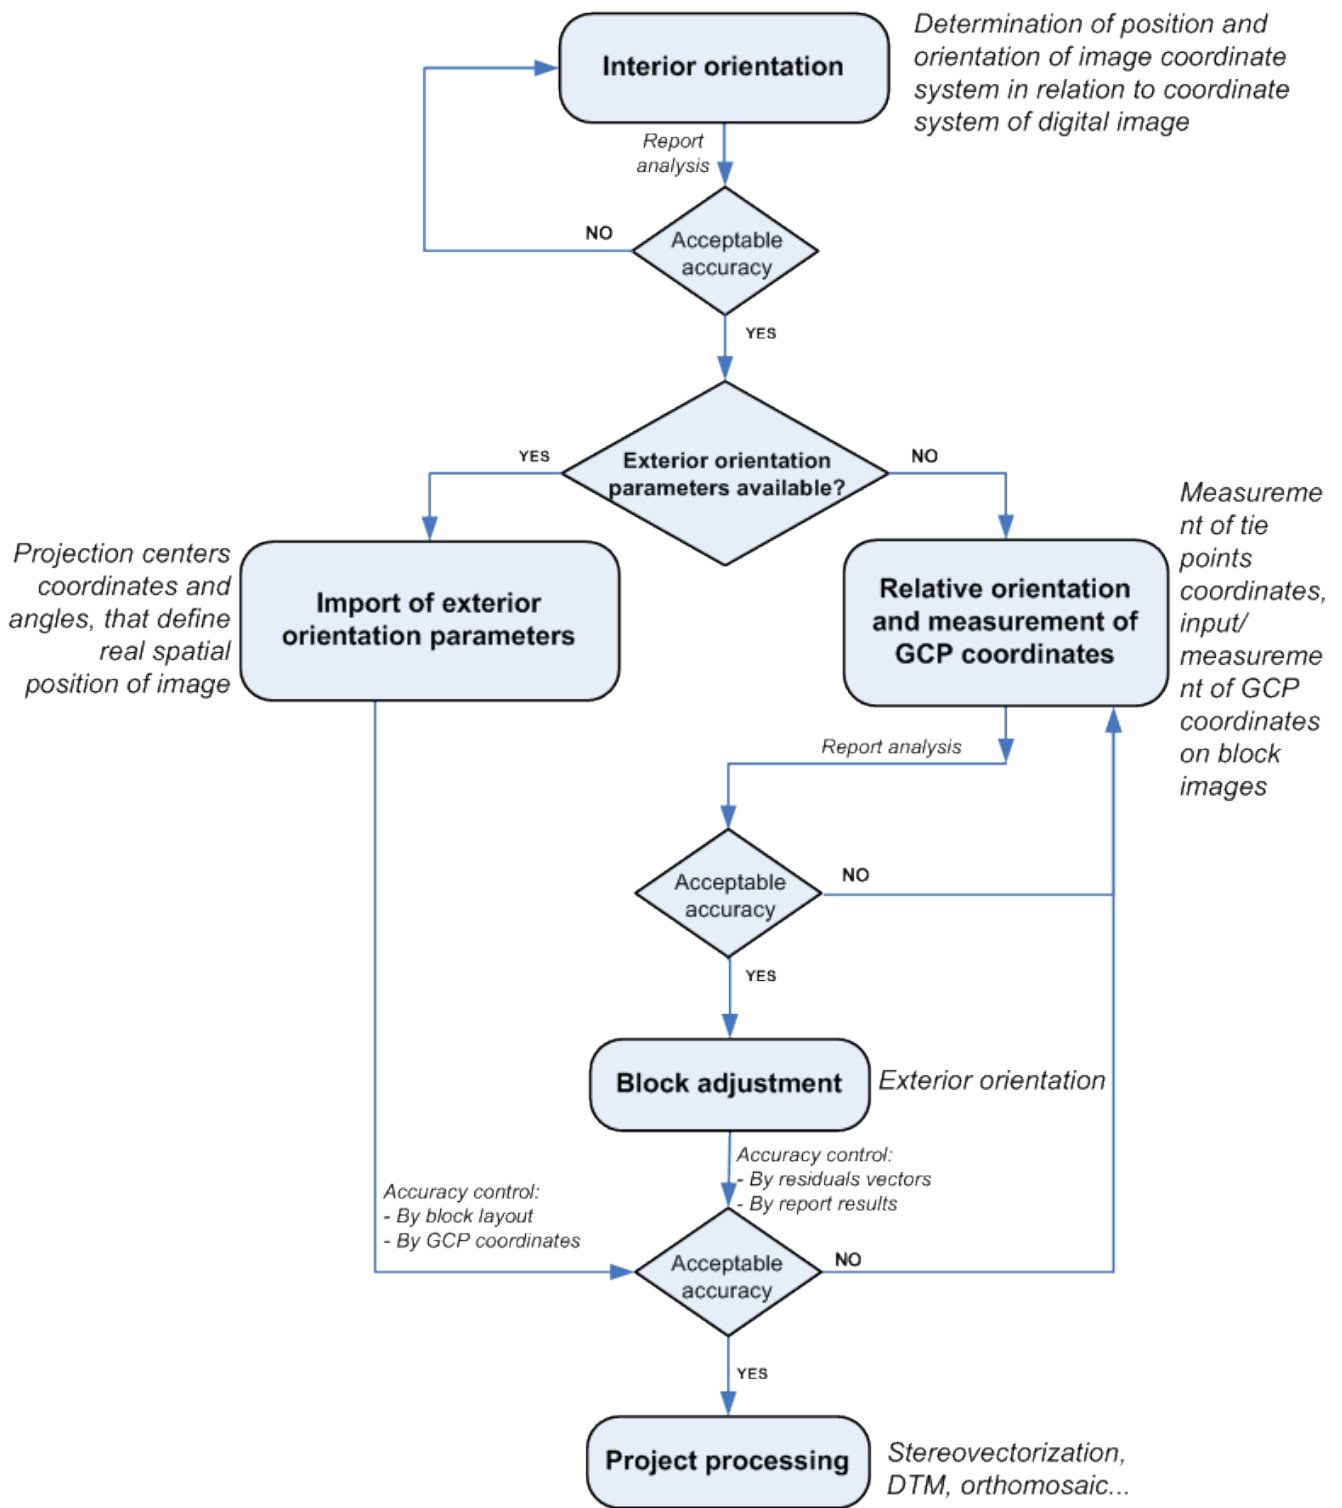 Interior orientation
Determination of position and
orientation of image coordinate
system in relation to coordinate
system of digital image
Report
analysis
Acceptable
accuracy
NO
YES
Exterior orientation
parameters available?
YES
NO
Projection centers
coordinates and
angles, that define
real spatial
position of image
Import of exterior
orientation parameters
Relative orientation
and measurement of
GCP coordinates
Measureme
nt of tie
points
coordinates,
input/
measureme
nt of GCP
coordinates
on block
images
Report analysis
Acceptable
accuracy
NO
YES
Block adjustment
Exterior orientation
Accuracy control:
- By residuals vectors
- By report results
Accuracy control:
- By block layout
- By GCP coordinates
Acceptable
accuracy
NO
YES
Project processing
Stereovectorization,
DTM, orthomosaic...